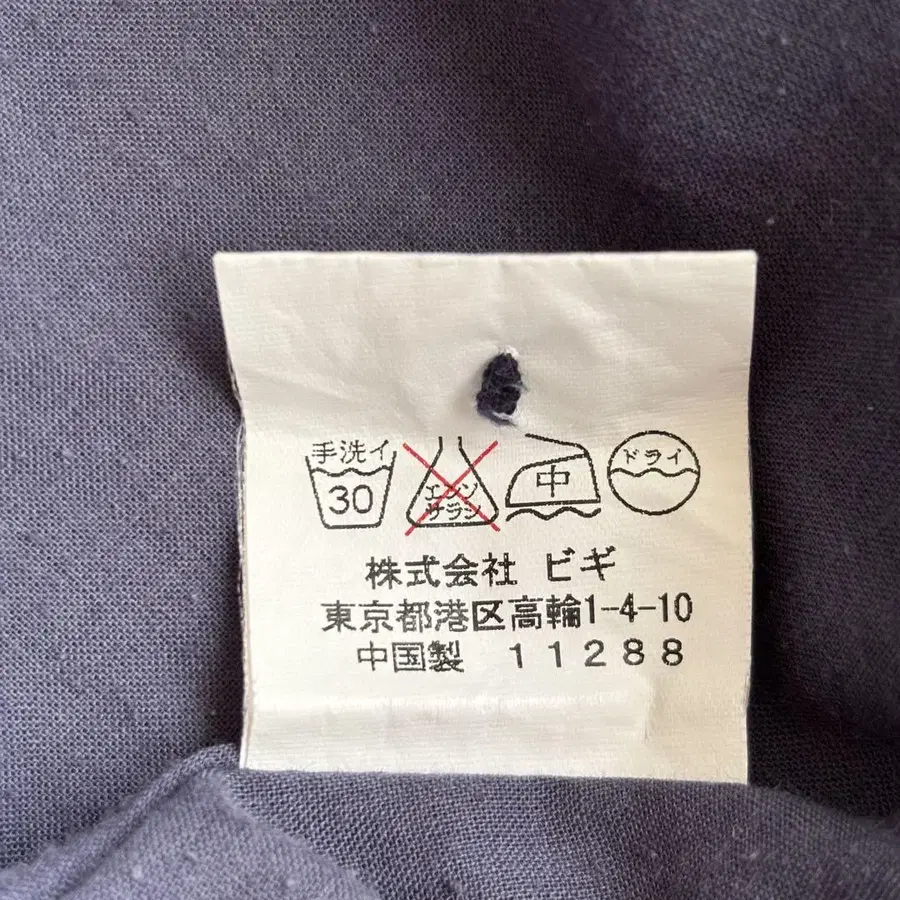 手洗イ
30
エンソ
サラシ
中
ドライ
株式会社 ビギ
東京都港区高輪1-4-10
中国製 11288